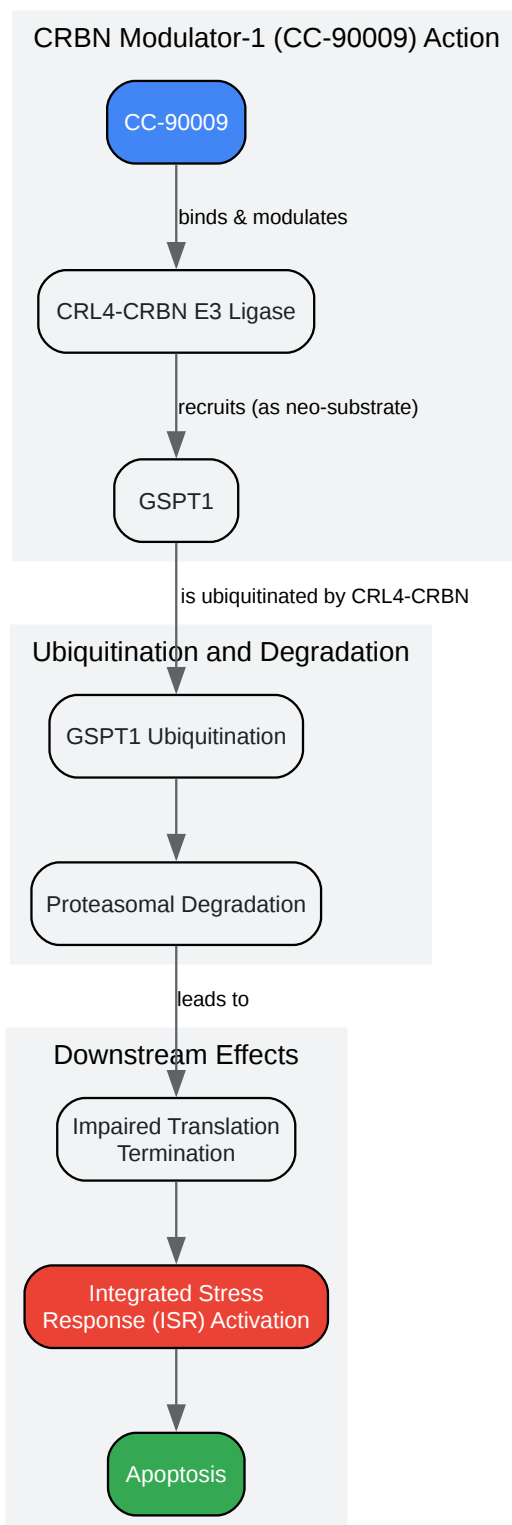 CRBN Modulator-1 (CC-90009) Action
CC-90009
binds & modulates
CRL4-CRBN E3 Ligase
recruits (as neo-substrate)
GSPT1
is ubiquitinated by CRL4-CRBN
Ubiquitination and Degradation
GSPT1 Ubiquitination
Proteasomal Degradation
leads to
Downstream Effects
Impaired Translation
Termination
Integrated Stress
Response (ISR) Activation
Apoptosis